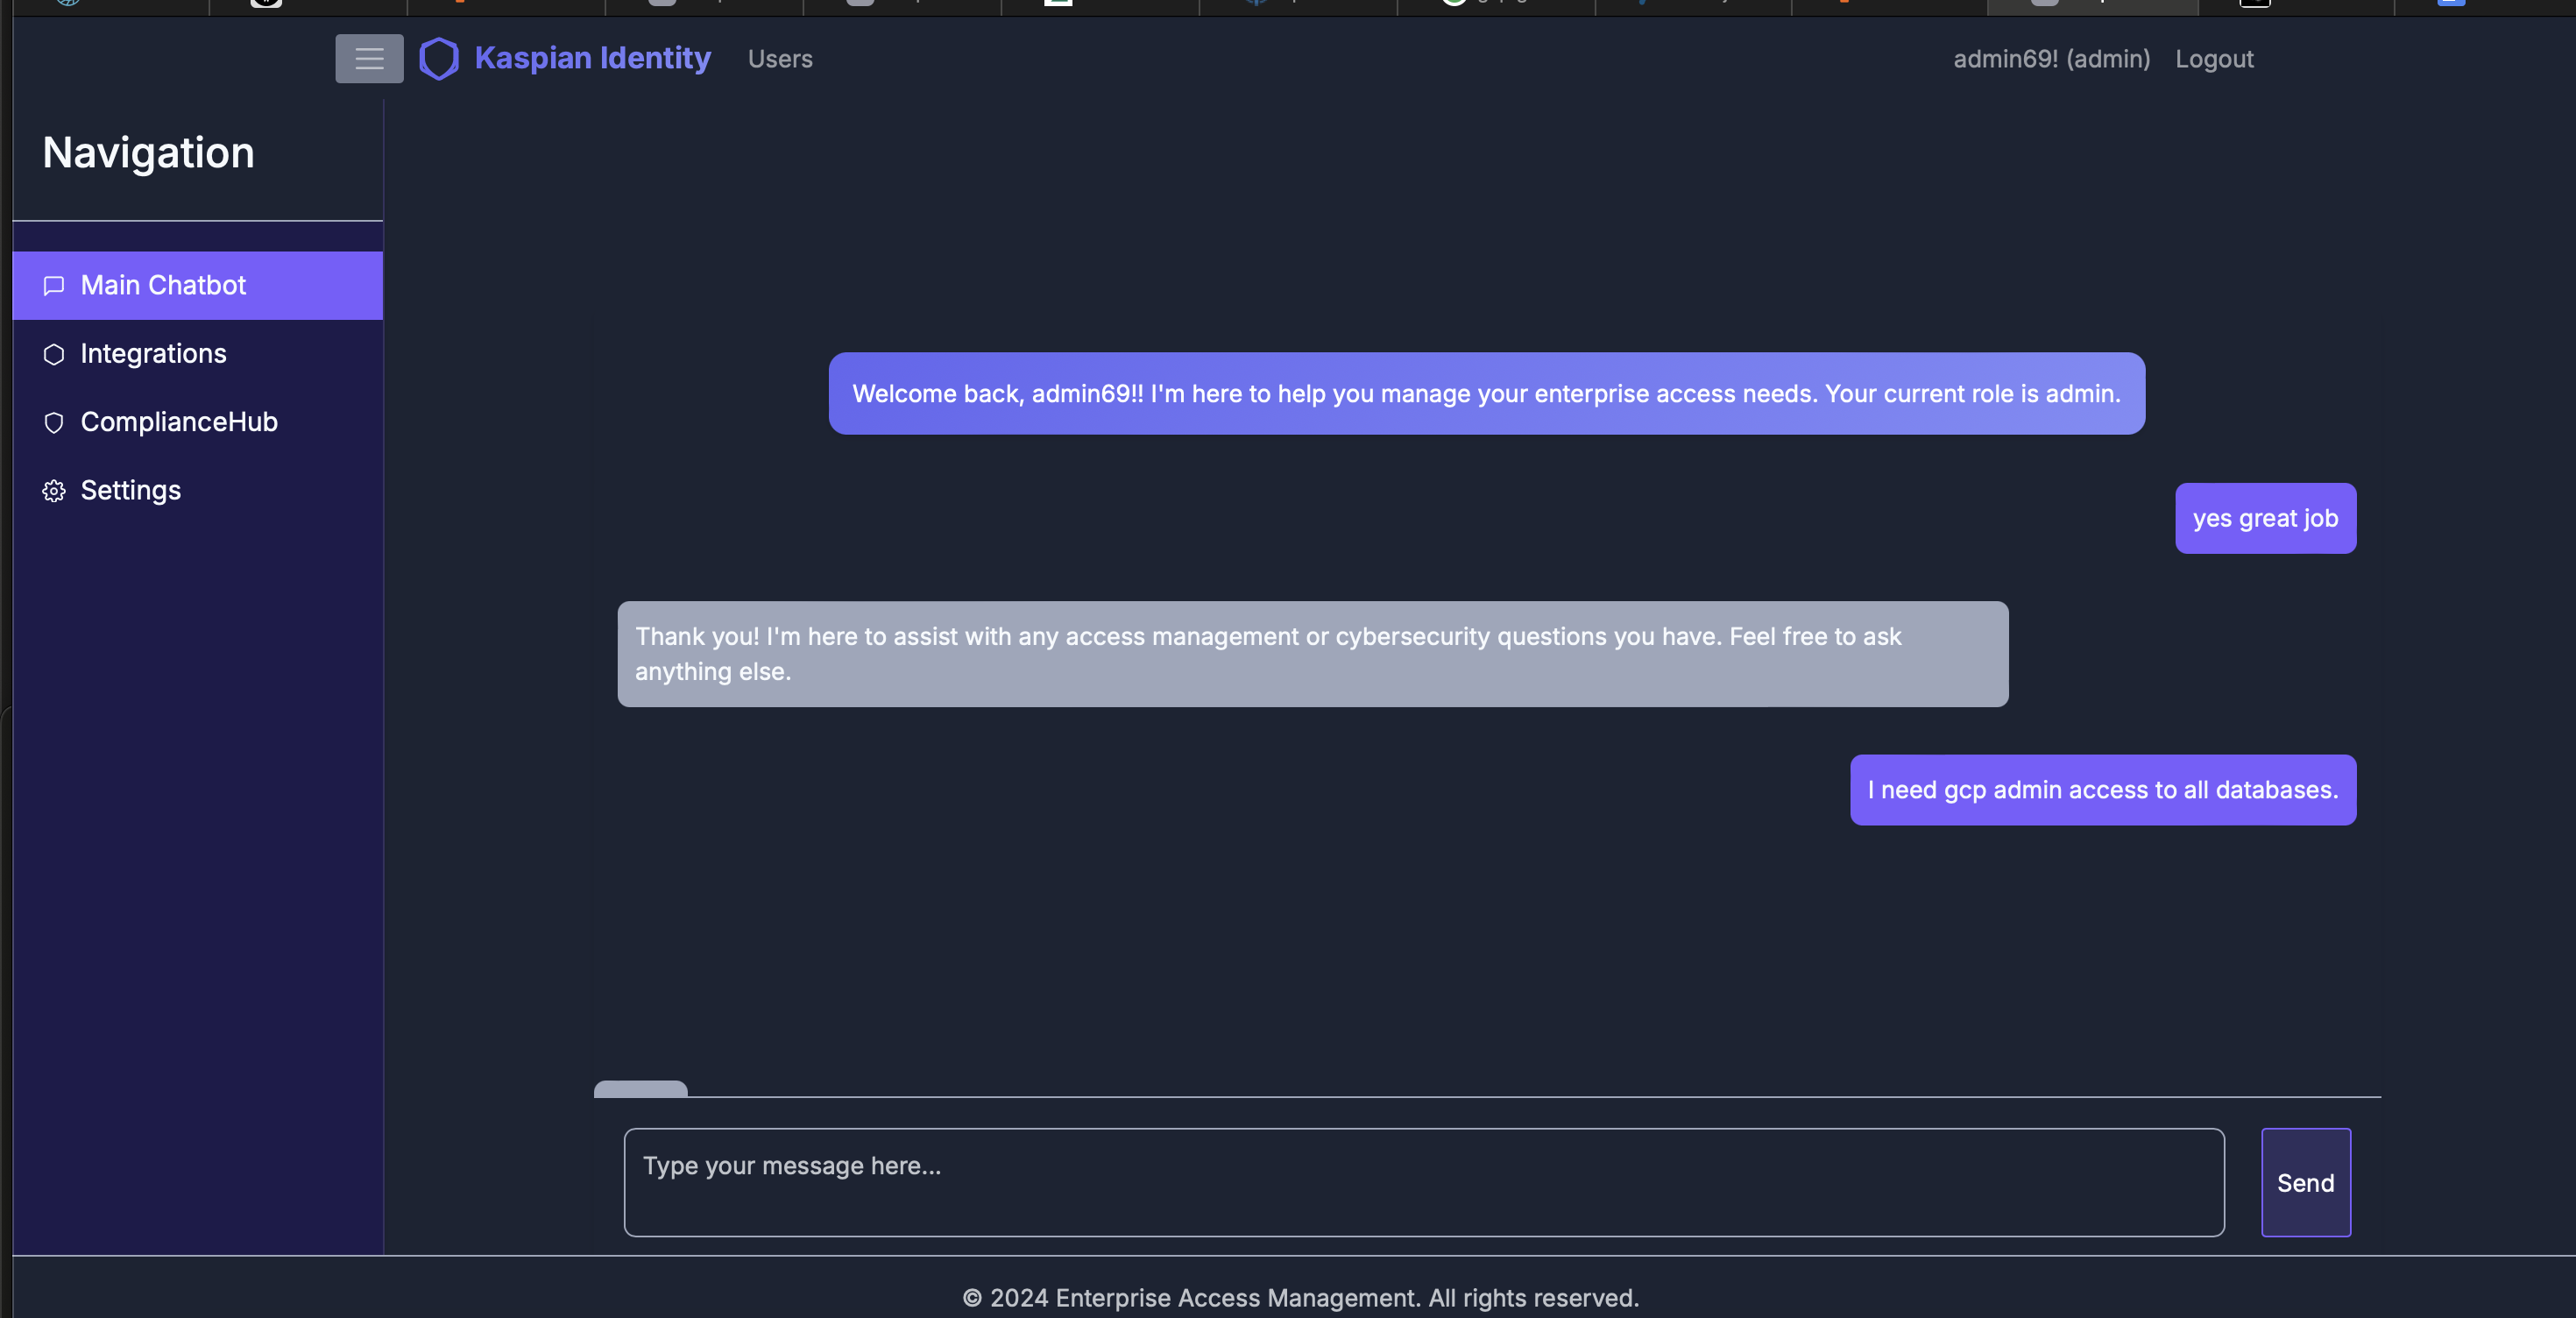 Kaspian Identity
Users
admin69! (admin)
Logout
Navigation
Main Chatbot
Integrations
ComplianceHub
Settings
Welcome back, admin69!! I'm here to help you manage your enterprise access needs. Your current role is admin.
yes great job
Thank you! I'm here to assist with any access management or cybersecurity questions you have. Feel free to ask
anything else.
I need gcp admin access to all databases.
Type your message here...
Send
© 2024 Enterprise Access Management. All rights reserved.